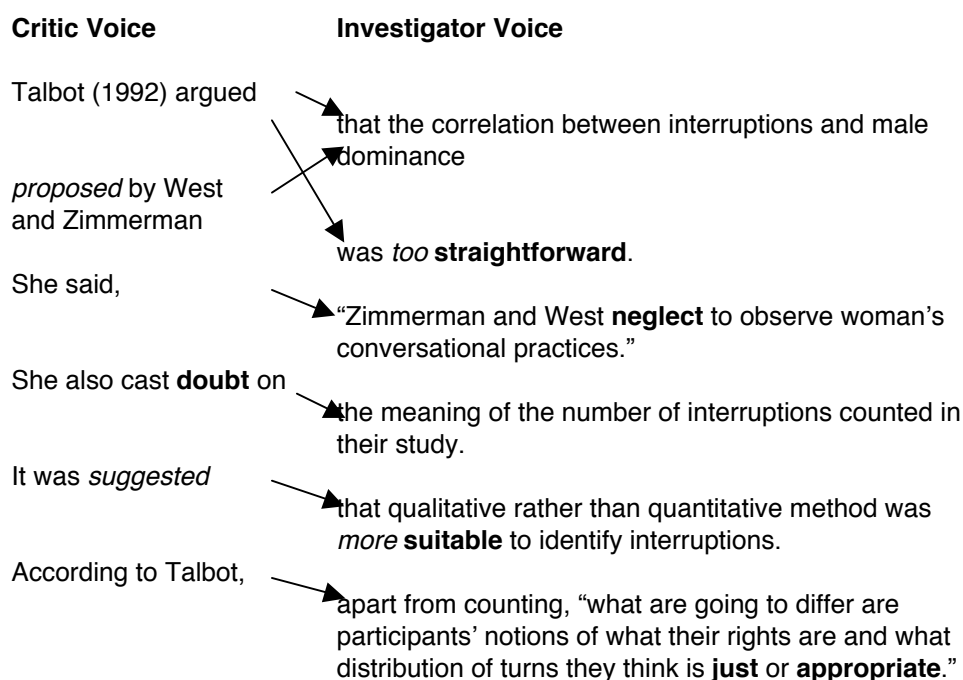 Critic Voice Investigator Voice
Talbot (1992) argued
that the correlation between interruptions and male
dominance
proposed by West
and Zimmerman
was too straightforward.
She said,
“Zimmerman and West neglect to observe woman’s
conversational practices.”
She also cast doubt on
the meaning of the number of interruptions counted in
their study.
It was suggested
that qualitative rather than quantitative method was
more suitable to identify interruptions.
According to Talbot,
apart from counting, “what are going to differ are
participants’ notions of what their rights are and what
distribution of turns they think is just or appropriate.”